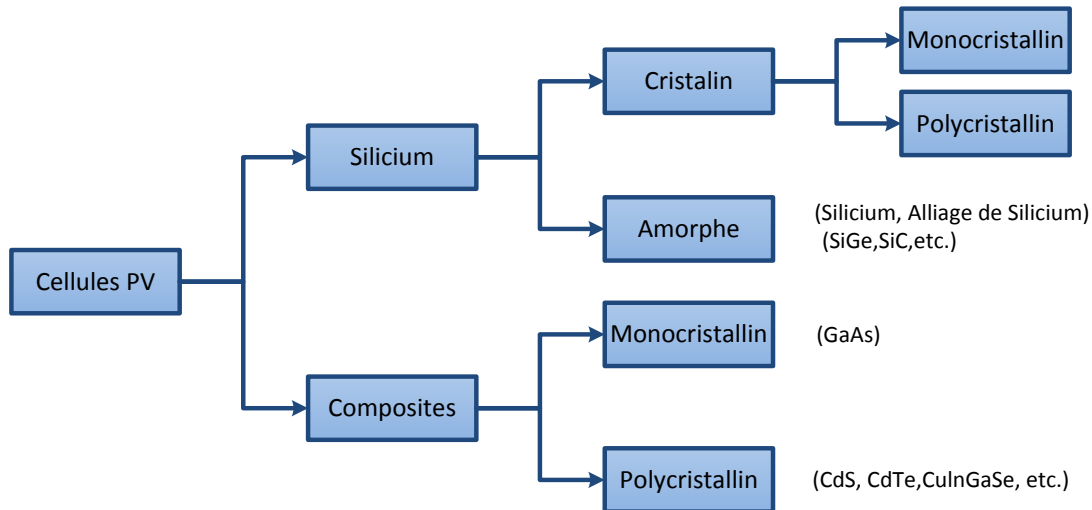 Monocristallin
Cristalin
Polycristallin
Silicium
Amorphe
(Silicium, Alliage de Silicium)
(SiGe,SiC,etc.)
Cellules PV
Monocristallin
(GaAs)
Composites
Polycristallin
(CdS, CdTe,CuInGaSe, etc.)